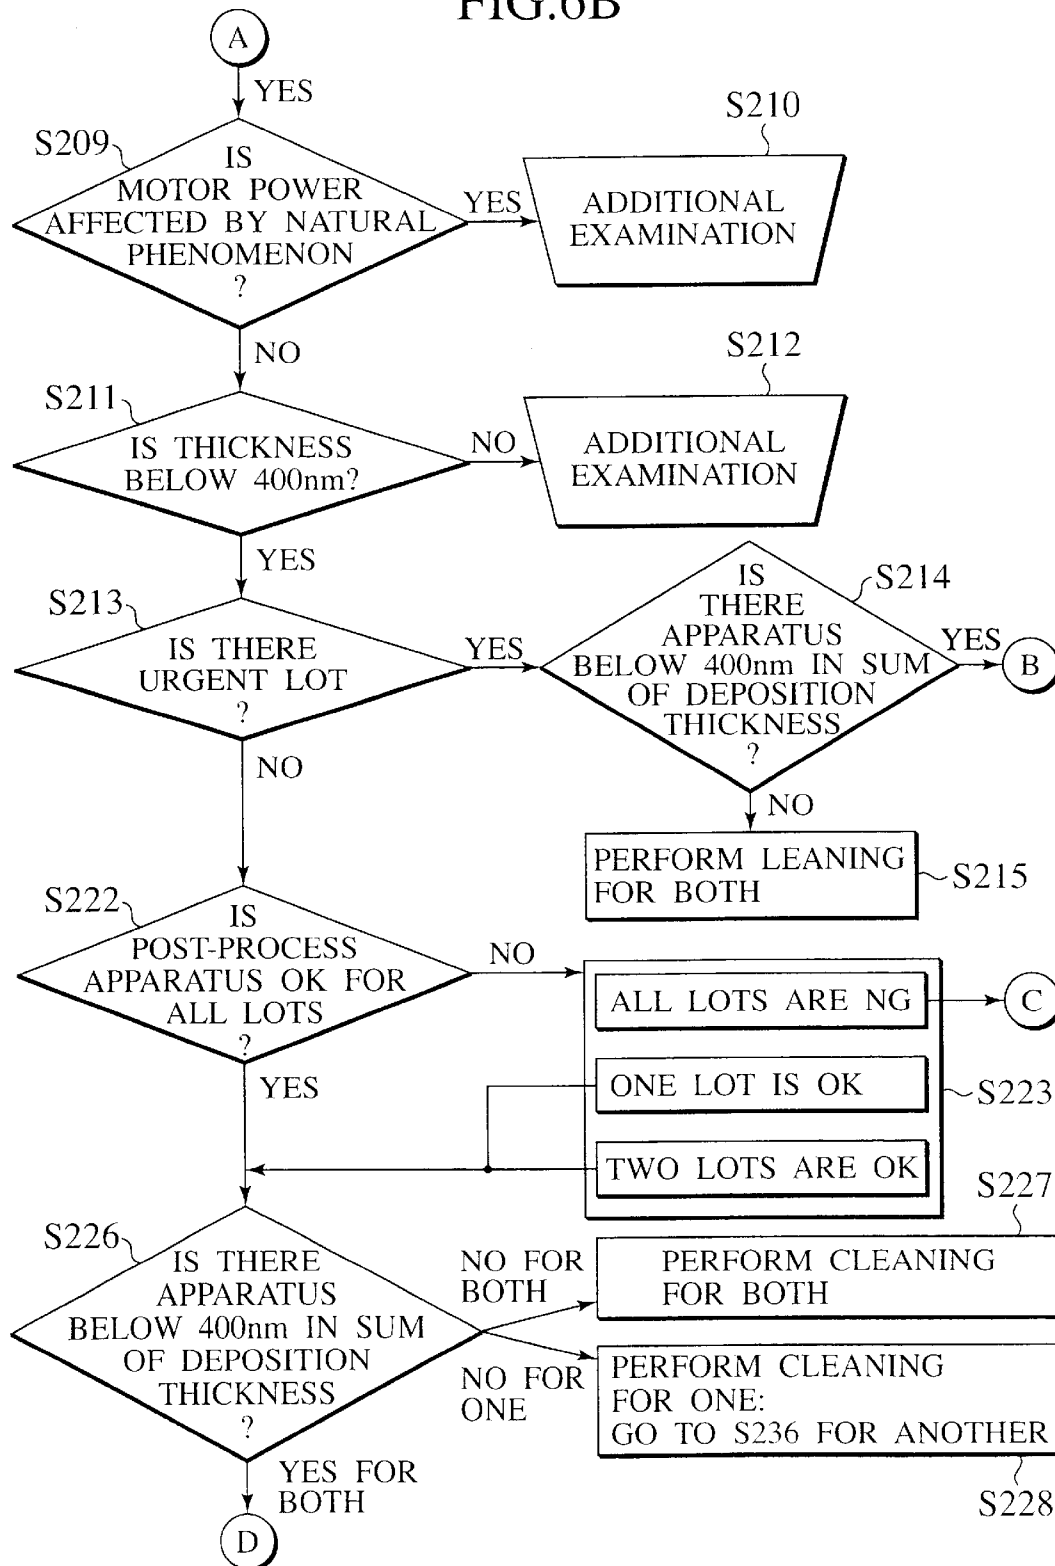 FIG.6B
A
YES
S209
IS
MOTOR POWER
AFFECTED BY NATURAL
PHENOMENON
?
YES
S210
ADDITIONAL
EXAMINATION
NO
S211
IS THICKNESS
BELOW 400nm?
NO
S212
ADDITIONAL
EXAMINATION
YES
S213
IS THERE
URGENT LOT
?
YES
S214
IS
THERE
APPARATUS
BELOW 400nm IN SUM
OF DEPOSITION
THICKNESS
?
YES
B
NO
PERFORM LEANING
FOR BOTH
S215
NO
S222
IS
POST-PROCESS
APPARATUS OK FOR
ALL LOTS
?
NO
ALL LOTS ARE NG
C
ONE LOT IS OK
S223
TWO LOTS ARE OK
YES
S226
IS THERE
APPARATUS
BELOW 400nm IN SUM
OF DEPOSITION
THICKNESS
?
NO FOR
BOTH
S227
PERFORM CLEANING
FOR BOTH
NO FOR
ONE
PERFORM CLEANING
FOR ONE:
GO TO S236 FOR ANOTHER
S228
YES FOR
BOTH
D